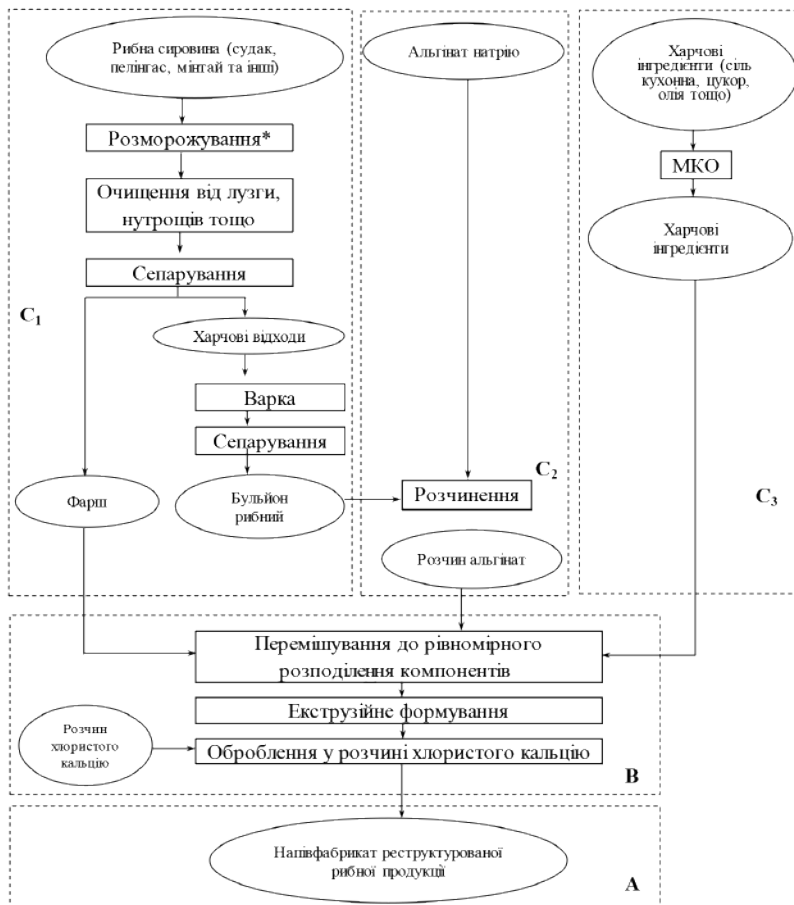 Рибна сировина (судак,
пелінгас, мінтай та інші)
Розморожування*
Очищення від лузги,
нутрощів тощо
Сепарування
C₁
Харчові відходи
Варка
Сепарування
Фарш
Бульйон
рибний
Альгінат натрію
C₂
Розчинення
Розчин альгінат
Харчові
інгредієнти (сіль
кухонна, цукор,
олія тощо)
МКО
Харчові
інгредієнти
C₃
Перемішування до рівномірного
розподілення компонентів
Екструзійне формування
Розчин
хлористого
кальцію
Оброблення у розчині хлористого кальцію
B
Напівфабрикат реструктурованої
рибної продукції
A